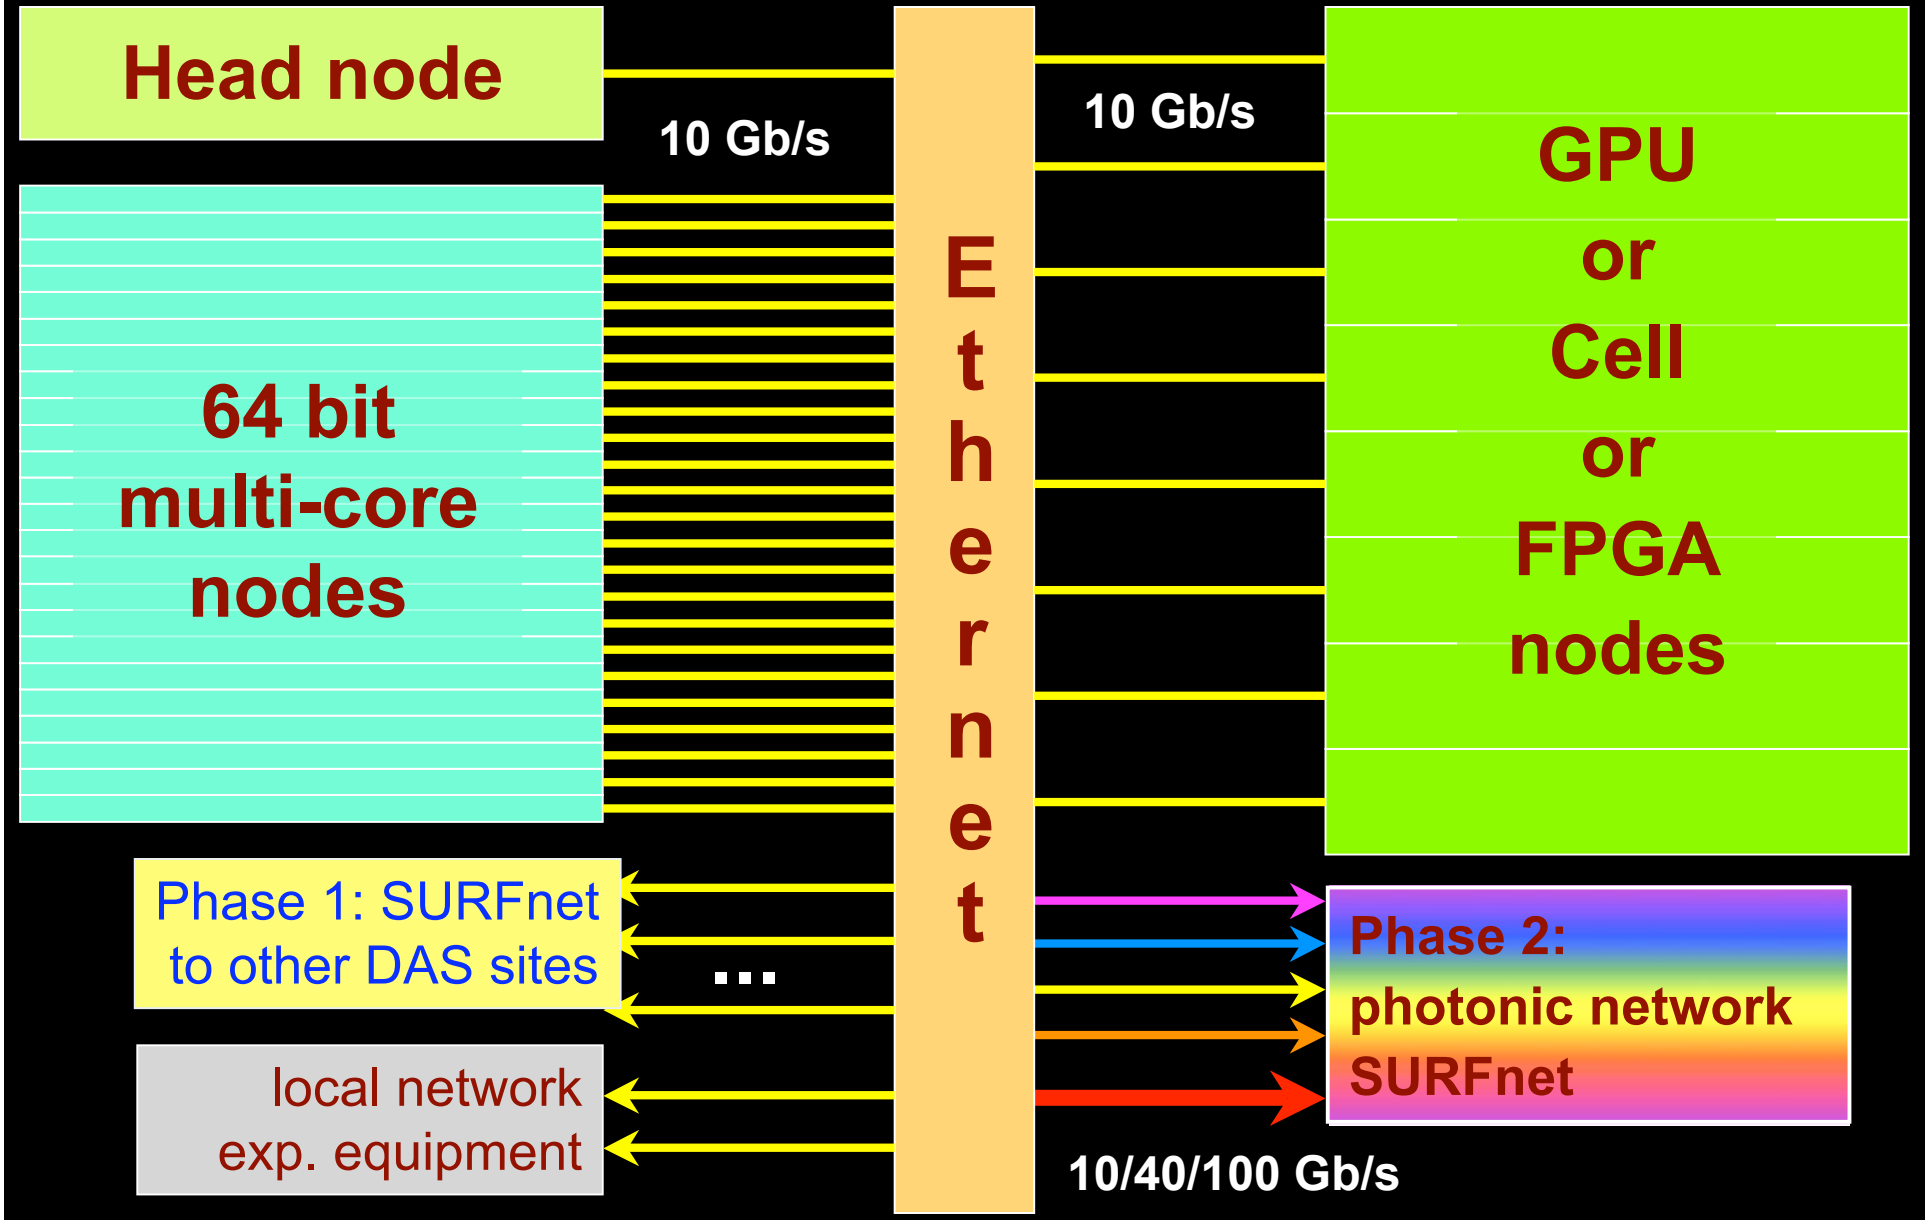 Head node
10 Gb/s
64 bit
multi-core
nodes
Ethernet
10 Gb/s
GPU
or
Cell
or
FPGA
nodes
Phase 1: SURFnet
to other DAS sites
...
local network
exp. equipment
Phase 2:
photonic network
SURFnet
10/40/100 Gb/s